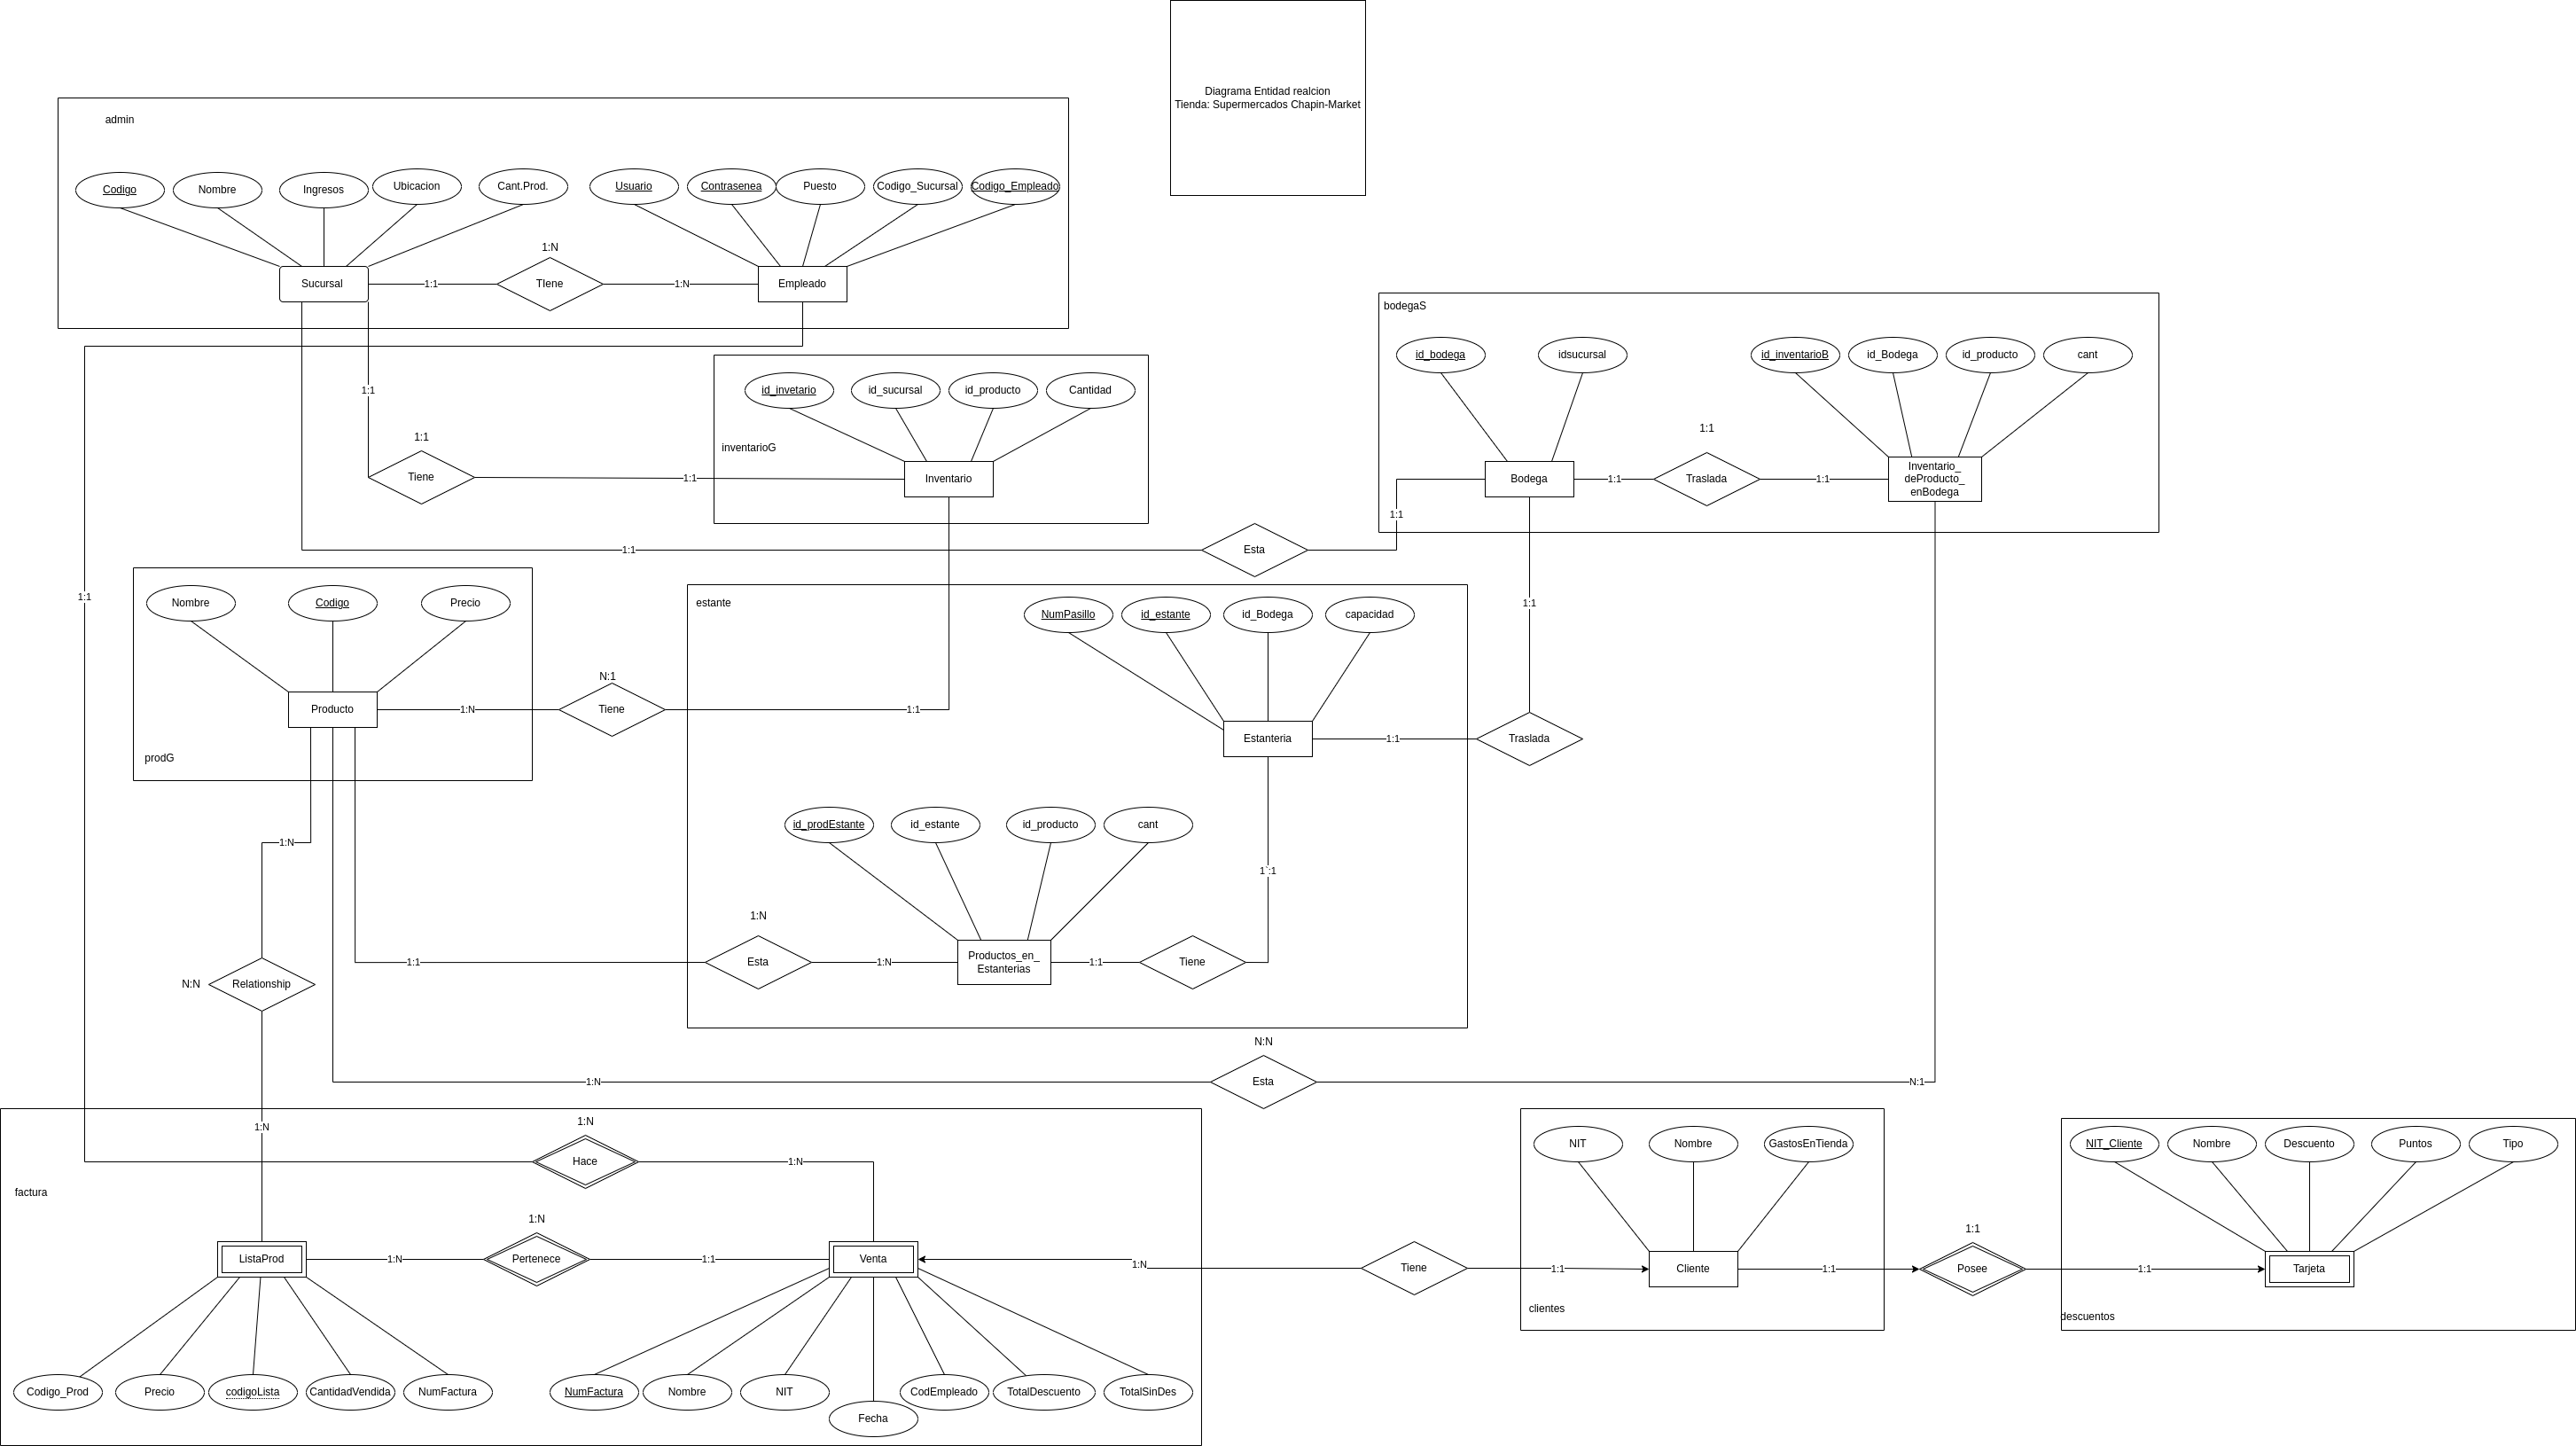 Diagrama Entidad realcion
Tienda: Supermercados Chapin-Market
admin
Codigo
Nombre
Ingresos
Ubicacion
Cant.Prod.
Usuario
Contrasenea
Puesto
Codigo_Sucursal
Codigo_Empleado
1:N
Sucursal
1:1
TIene
1:N
Empleado
bodegaS
id_bodega
idsucursal
id_inventarioB
id_Bodega
id_producto
cant
1:1
id_invetario
id_sucursal
id_producto
Cantidad
1:1
1:1
inventarioG
Tiene
1:1
Inventario
Bodega
1:1
Traslada
1:1
Inventario_
deProducto_
enBodega
1:1
1:1
Esta
1:1
Nombre
Codigo
Precio
estante
NumPasillo
id_estante
id_Bodega
capacidad
1:1
N:1
Producto
1:N
Tiene
1:1
Estanteria
1:1
Traslada
prodG
id_prodEstante
id_estante
id_producto
cant
1:N
1`:1
1:N
1:1
Esta
1:N
Productos_en_
Estanterias
1:1
Tiene
N:N
Relationship
N:N
1:N
Esta
N:1
1:N
1:N
Hace
1:N
factura
NIT
Nombre
GastosEnTienda
NIT_Cliente
Nombre
Descuento
Puntos
Tipo
1:N
1:1
ListaProd
1:N
Pertenece
1:1
Venta
1:N
Tiene
1:1
Cliente
1:1
Posee
1:1
Tarjeta
clientes
descuentos
Codigo_Prod
Precio
codigoLista
CantidadVendida
NumFactura
NumFactura
Nombre
NIT
Fecha
CodEmpleado
TotalDescuento
TotalSinDes